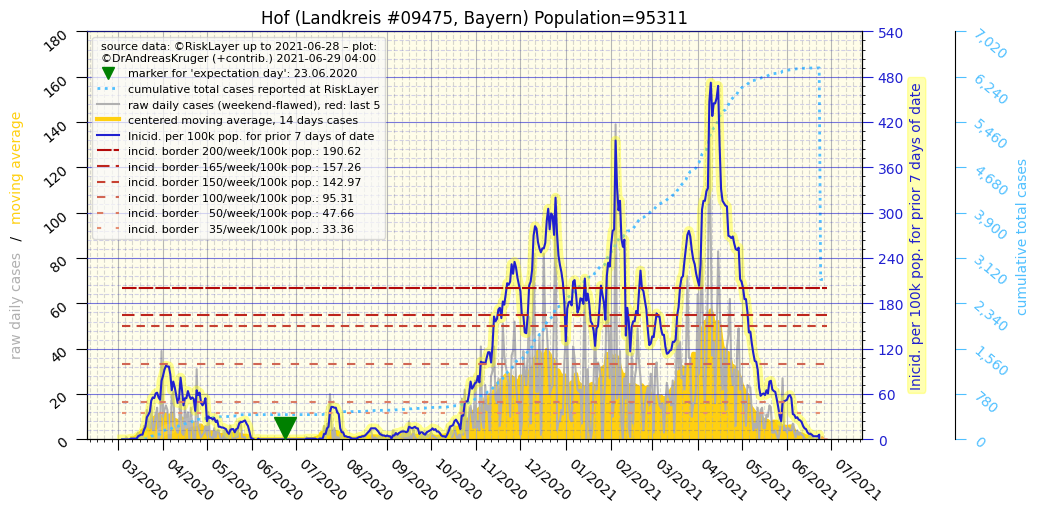 Hof (Landkreis #09475, Bayern) Population=95311
source data: ©RiskLayer up to 2021-06-28 – plot:
©DrAndreasKruger (+contrib.) 2021-06-29 04:00
marker for 'expectation day': 23.06.2020
cumulative total cases reported at RiskLayer
raw daily cases (weekend-flawed), red: last 5
centered moving average, 14 days cases
Inicid. per 100k pop. for prior 7 days of date
incid. border 200/week/100k pop.: 190.62
incid. border 165/week/100k pop.: 157.26
incid. border 150/week/100k pop.: 142.97
incid. border 100/week/100k pop.: 95.31
incid. border 50/week/100k pop.: 47.66
incid. border 35/week/100k pop.: 33.36
raw daily cases / moving average
180
160
140
120
100
80
60
40
20
0
03/2020
04/2020
05/2020
06/2020
07/2020
08/2020
09/2020
10/2020
11/2020
12/2020
01/2021
02/2021
03/2021
04/2021
05/2021
06/2021
07/2021
540
480
420
360
300
240
180
120
60
0
Inicid. per 100k pop. for prior 7 days of date
7,020
6,240
5,460
4,680
3,900
3,120
2,340
1,560
780
0
cumulative total cases